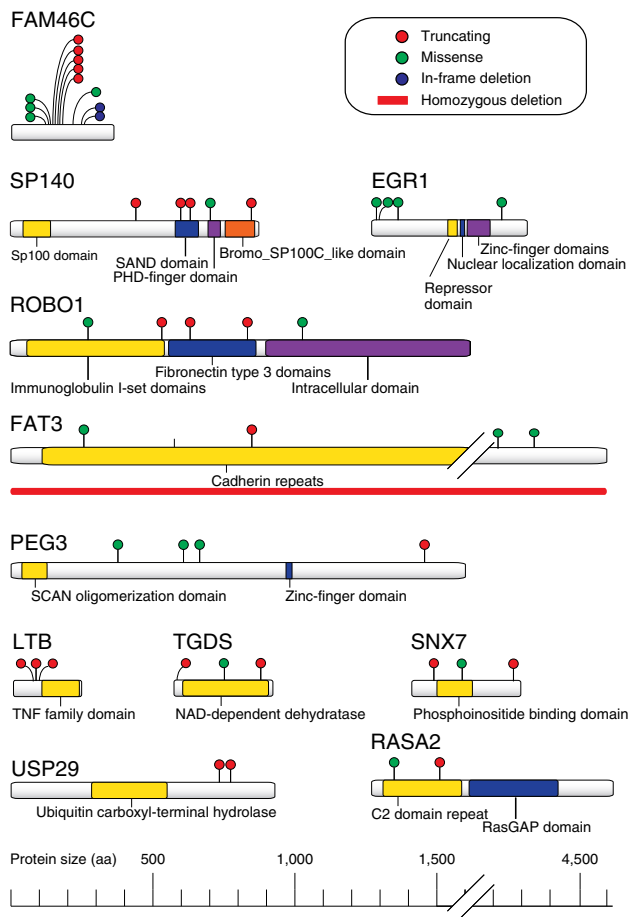 FAM46C
Truncating
Missense
In-frame deletion
Homozygous deletion
SP140
EGR1
Sp100 domain
SAND domain
PHD-finger domain
Bromo_SP100C_like domain
Zinc-finger domains
Nuclear localization domain
Repressor
domain
ROBO1
Fibronectin type 3 domains
Immunoglobulin I-set domains
Intracellular domain
FAT3
Cadherin repeats
PEG3
SCAN oligomerization domain
Zinc-finger domain
LTB
TGDS
SNX7
TNF family domain
NAD-dependent dehydratase
Phosphoinositide binding domain
USP29
RASA2
Ubiquitin carboxyl-terminal hydrolase
C2 domain repeat
RasGAP domain
Protein size (aa)
500
1,000
1,500
4,500